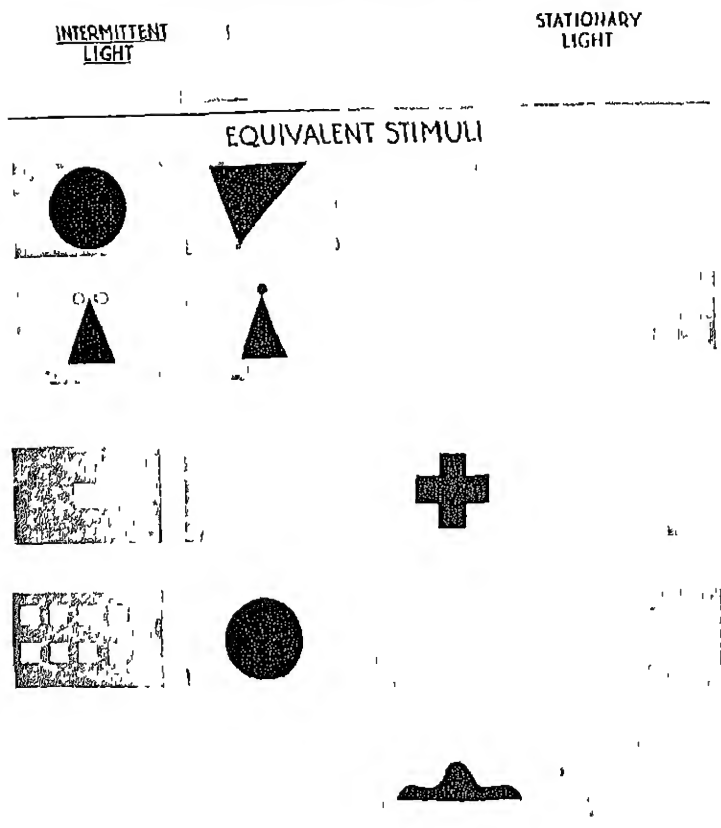 INTERMITTENT
LIGHT
STATIONARY
LIGHT
EQUIVALENT STIMULI